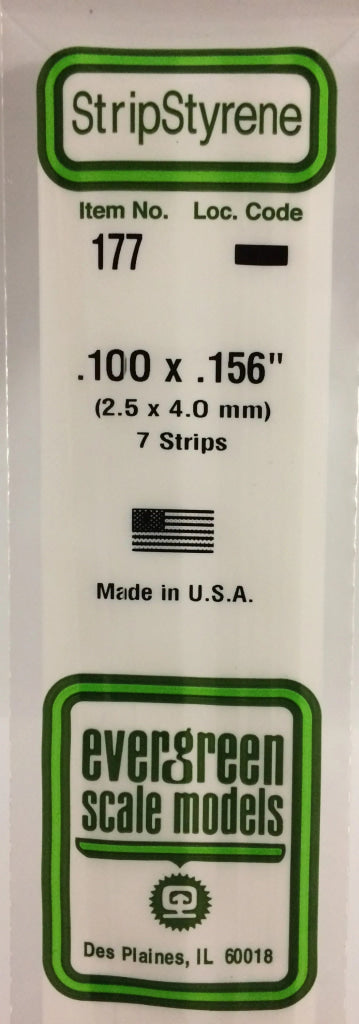 StripStyrene
Item No. Loc. Code
177
.100 x .156"
(2.5 x 4.0 mm)
7 Strips
Made in U.S.A.
evergreen
scale models
Des Plaines, IL 60018